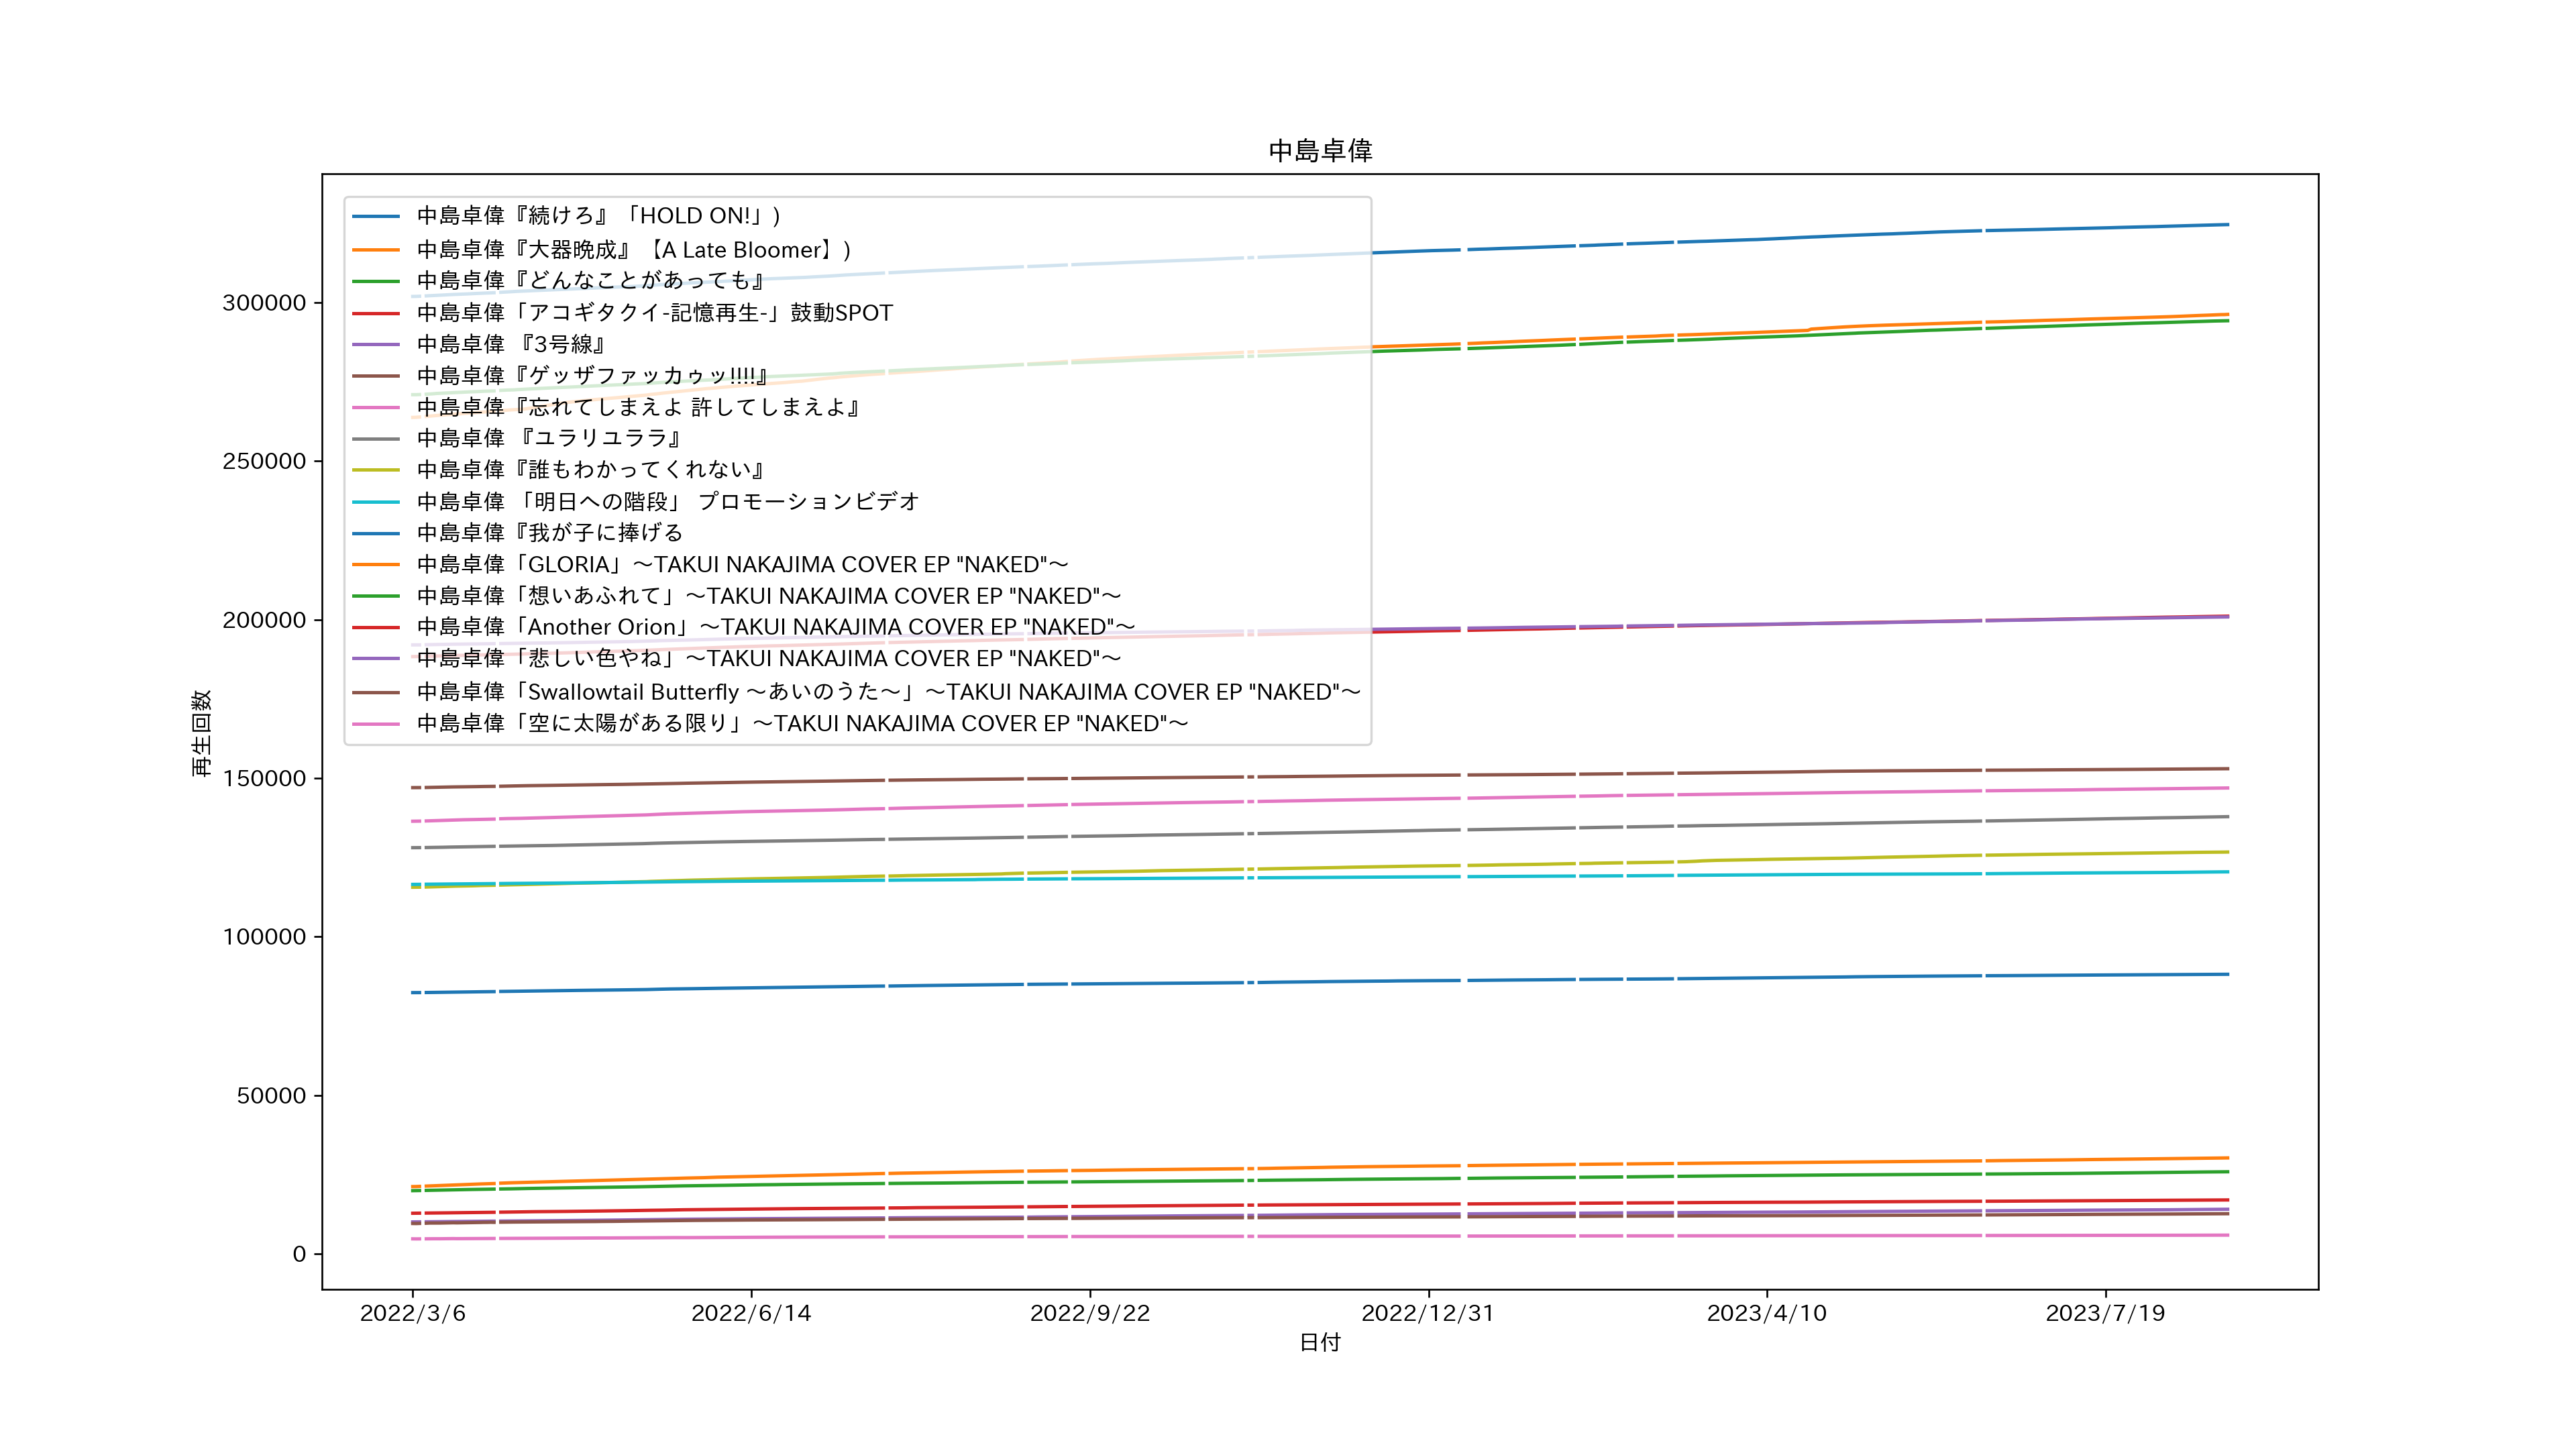 中島卓偉
中島卓偉『続けろ』「HOLD ON!」)
中島卓偉『大器晩成』【A Late Bloomer】)
中島卓偉『どんなことがあっても』
中島卓偉「アコギタクイ-記憶再生-」鼓動SPOT
中島卓偉 『3号線』
中島卓偉『ゲッザファッカゥッ!!!!』
中島卓偉『忘れてしまえよ 許してしまえよ』
中島卓偉 『ユラリユララ』
中島卓偉『誰もわかってくれない』
中島卓偉 「明日への階段」 プロモーションビデオ
中島卓偉『我が子に捧げる
中島卓偉「GLORIA」～TAKUI NAKAJIMA COVER EP "NAKED"～
中島卓偉「想いあふれて」～TAKUI NAKAJIMA COVER EP "NAKED"～
中島卓偉「Another Orion」～TAKUI NAKAJIMA COVER EP "NAKED"～
中島卓偉「悲しい色やね」～TAKUI NAKAJIMA COVER EP "NAKED"～
中島卓偉「Swallowtail Butterfly ～あいのうた～」～TAKUI NAKAJIMA COVER EP "NAKED"～
中島卓偉「空に太陽がある限り」～TAKUI NAKAJIMA COVER EP "NAKED"～
再生回数
300000
250000
200000
150000
100000
50000
0
2022/3/6
2022/6/14
2022/9/22
2022/12/31
2023/4/10
2023/7/19
日付